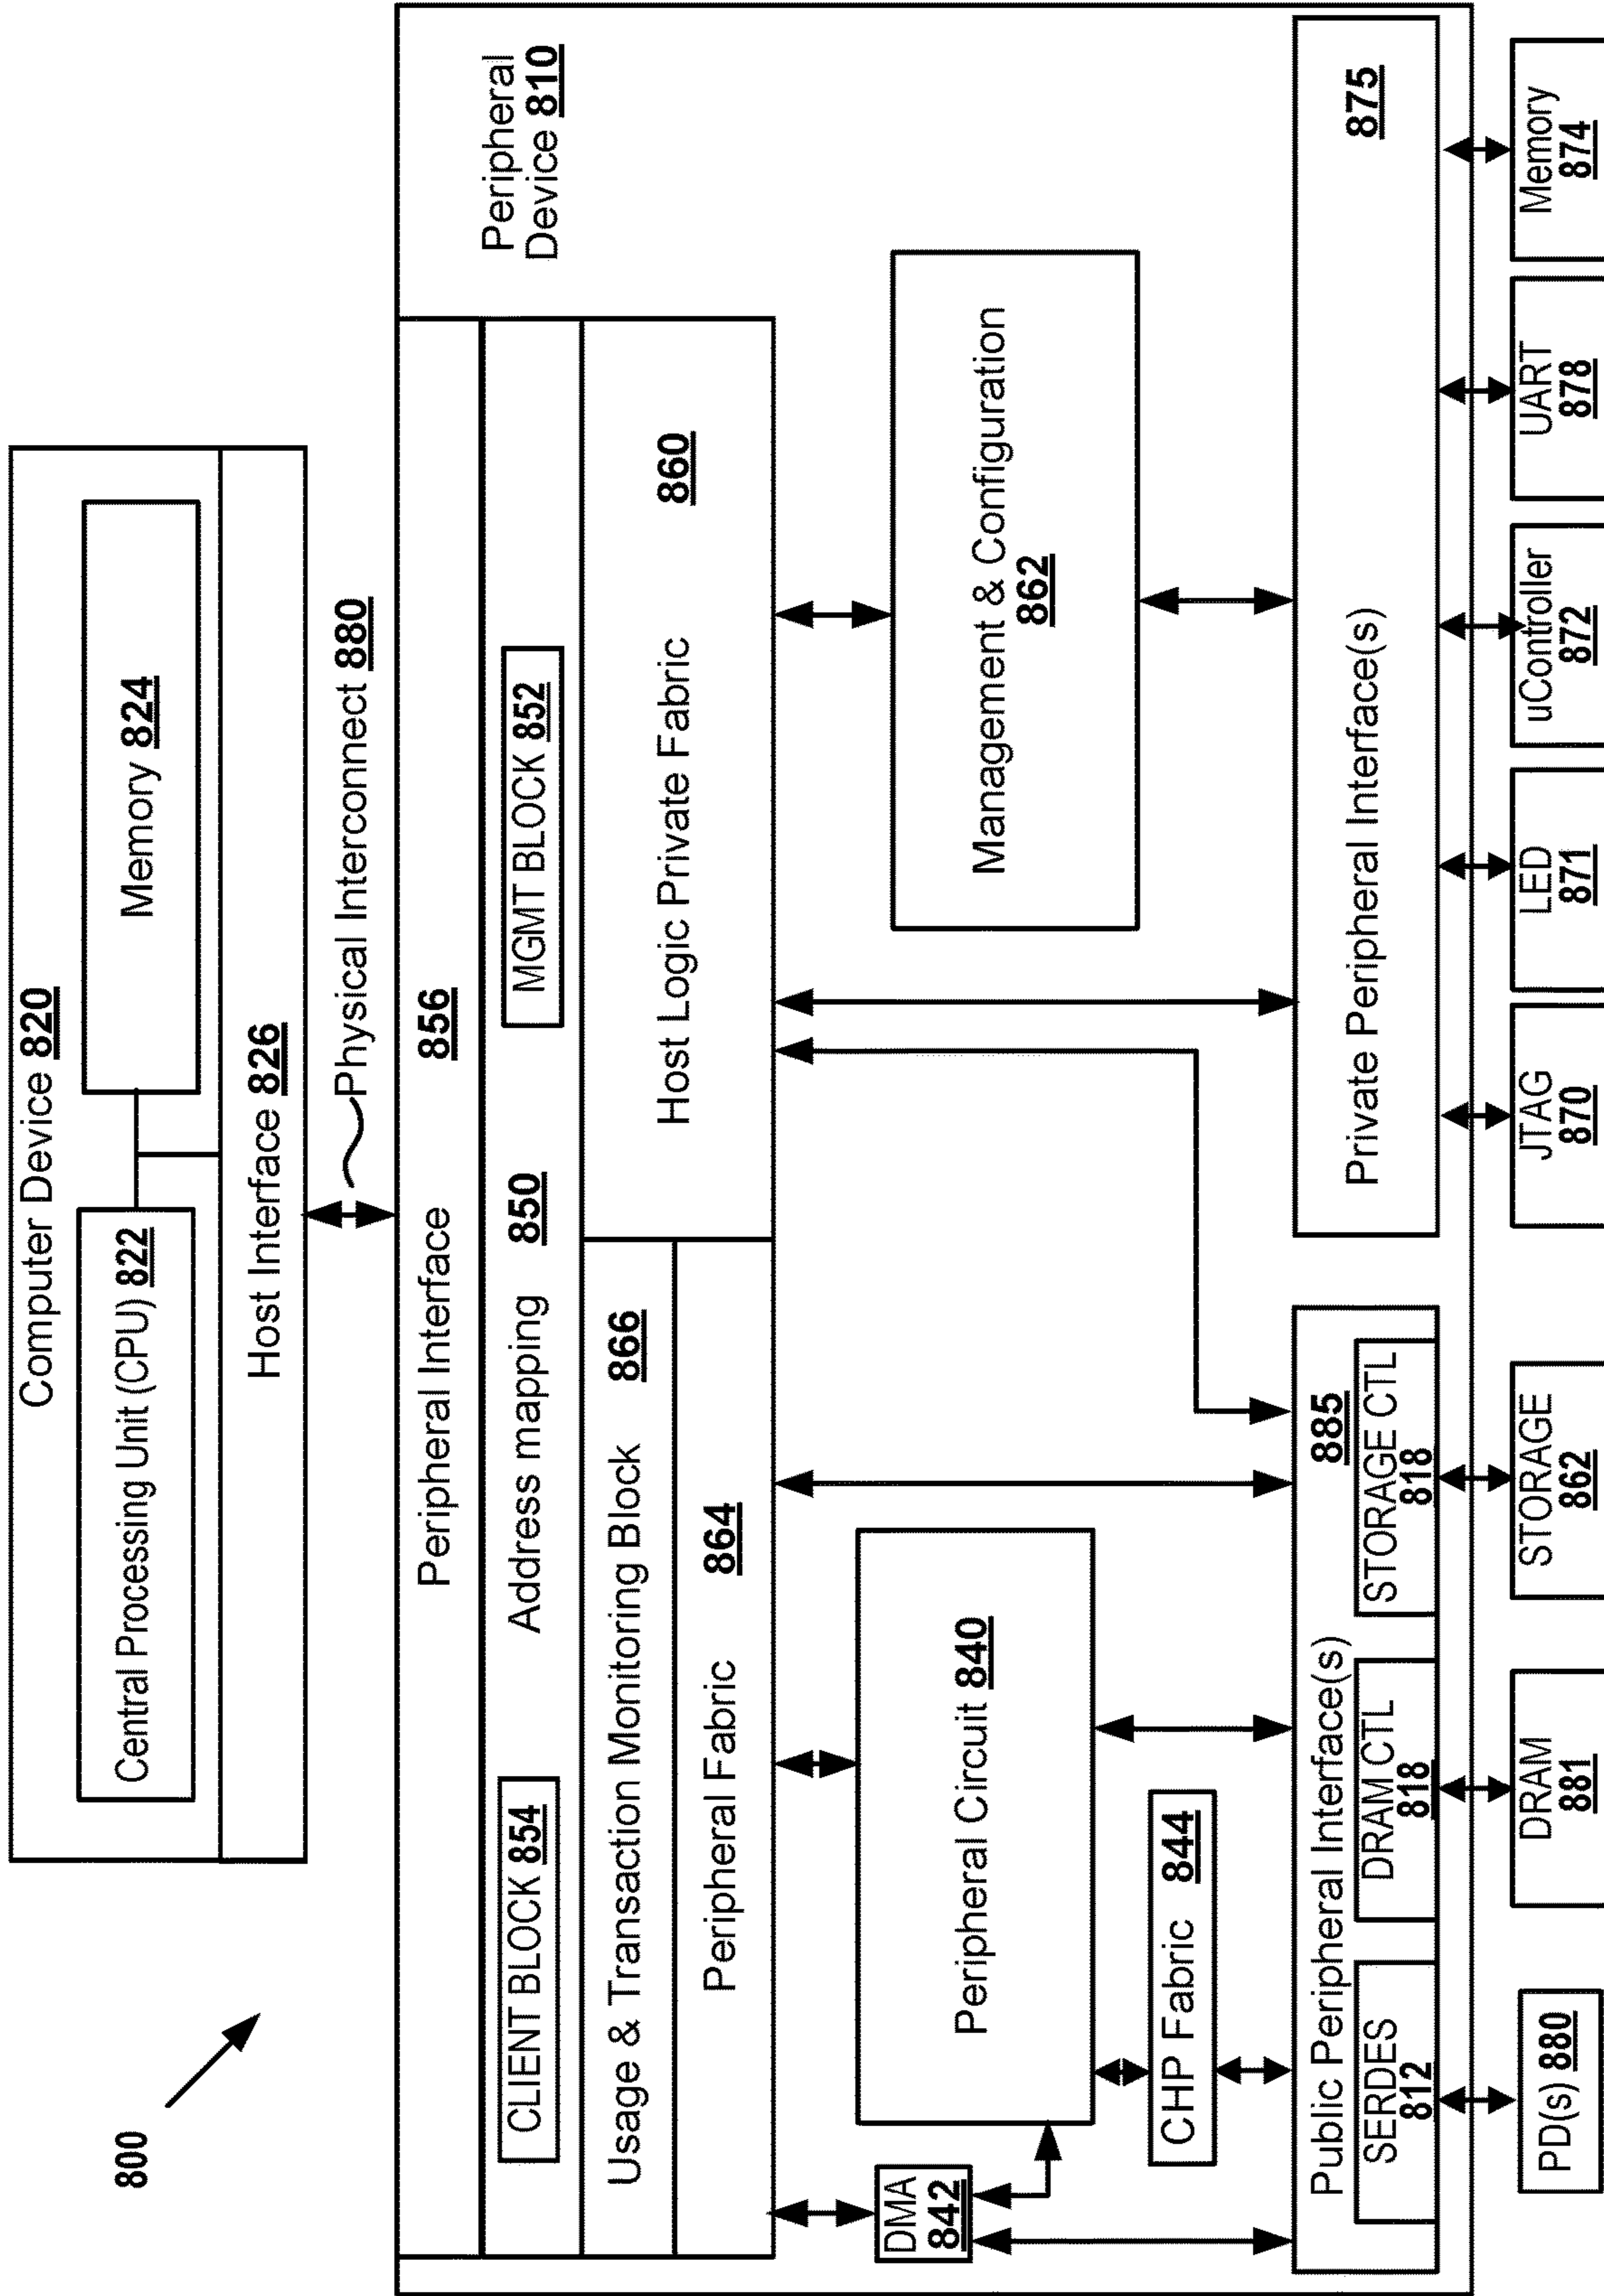 800
Computer Device 820
Central Processing Unit (CPU) 822
Memory 824
Host Interface 826
Physical Interconnect 880
Peripheral
Device 810
Peripheral Interface 856
CLIENT BLOCK 854
Address mapping 850
MGMT BLOCK 852
Usage & Transaction Monitoring Block 866
Peripheral Fabric 864
Host Logic Private Fabric 860
DMA
842
Peripheral Circuit 840
CHP Fabric 844
Management & Configuration
862
Public Peripheral Interface(s) 885
SERDES
812
DRAM CTL
818
STORAGE CTL
818
Private Peripheral Interface(s) 875
PD(s) 880
DRAM
881
STORAGE
862
JTAG
870
LED
871
uController
872
UART
878
Memory
874